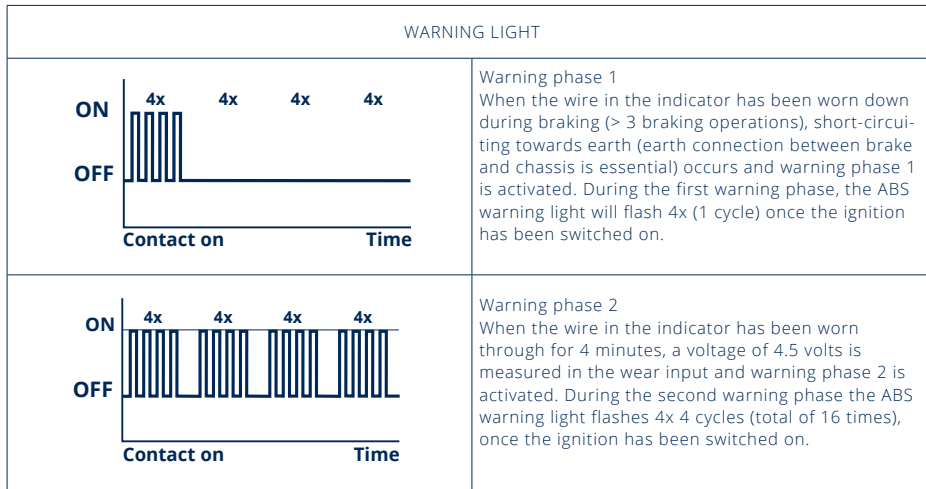 WARNING LIGHT
ON
4x 4x 4x 4x
OFF
Contact on Time
Warning phase 1
When the wire in the indicator has been worn down
during braking (> 3 braking operations), short-circui-
ting towards earth (earth connection between brake
and chassis is essential) occurs and warning phase 1
is activated. During the first warning phase, the ABS
warning light will flash 4x (1 cycle) once the ignition
has been switched on.
ON
4x 4x 4x 4x
OFF
Contact on Time
Warning phase 2
When the wire in the indicator has been worn
through for 4 minutes, a voltage of 4.5 volts is
measured in the wear input and warning phase 2 is
activated. During the second warning phase the ABS
warning light flashes 4x 4 cycles (total of 16 times),
once the ignition has been switched on.